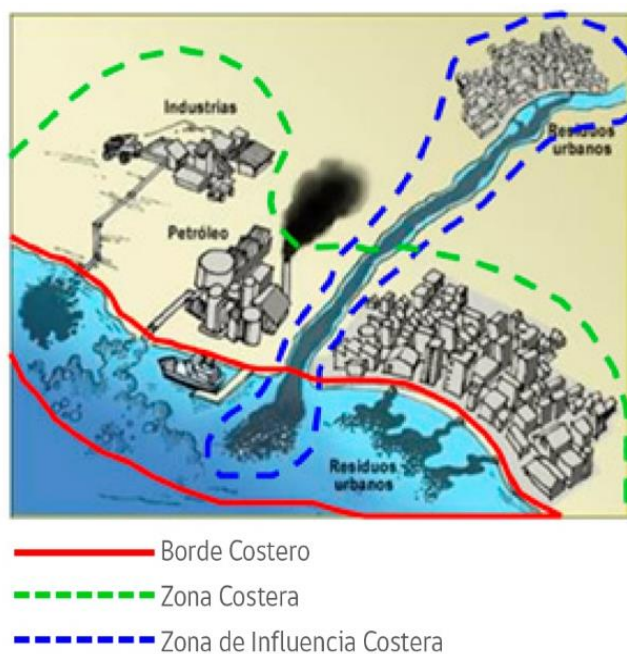 Industrias
Residuos
urbanos
Petróleo
Residuos
urbanos
Borde Costero
Zona Costera
Zona de Influencia Costera